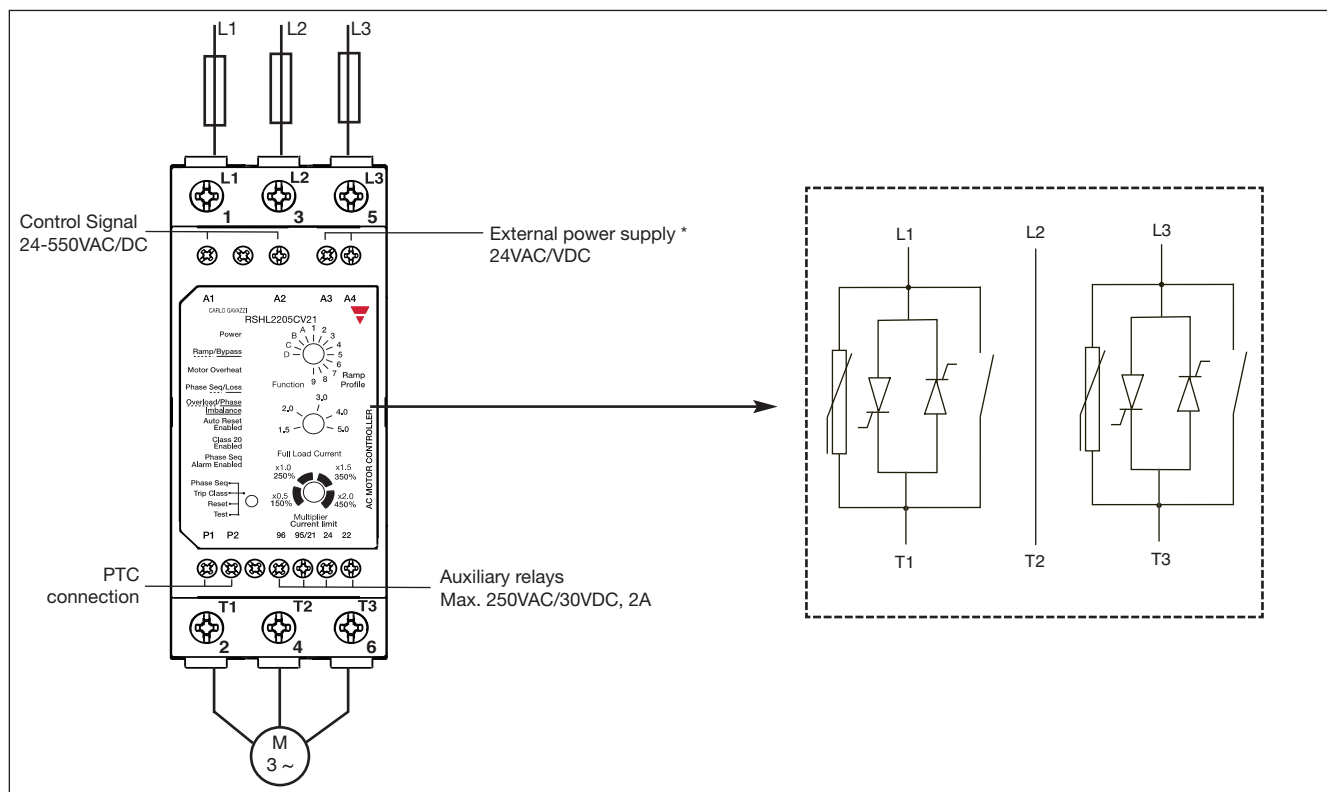 L1 L2 L3
L1 L2 L3
1 3 5
Control Signal
24-550VAC/DC
External power supply *
24VAC/VDC
A1 A2 A3 A4
CARLO GAVAZZI
RSHL2205CV21
Power
Ramp/Bypass
Motor Overheat
Phase Seq/Loss
Overload/Phase
Imbalance
Auto Reset
Enabled
Class 20
Enabled
Phase Seq
Alarm Enabled
Phase Seq
Trip Class
Reset
Test
D C B A 1 2 3 4 5 6 7 8 9
Function
Ramp
Profile
1.5 2.0 3.0 4.0 5.0
Full Load Current
x1.0
250%
x1.5
350%
x0.5
150%
x2.0
450%
Multiplier
Current limit
AC MOTOR CONTROLLER
P1 P2 96 95/21 24 22
PTC
connection
Auxiliary relays
Max. 250VAC/30VDC, 2A
T1 T2 T3
2 4 6
M
3 ~
L1 L2 L3
T1 T2 T3